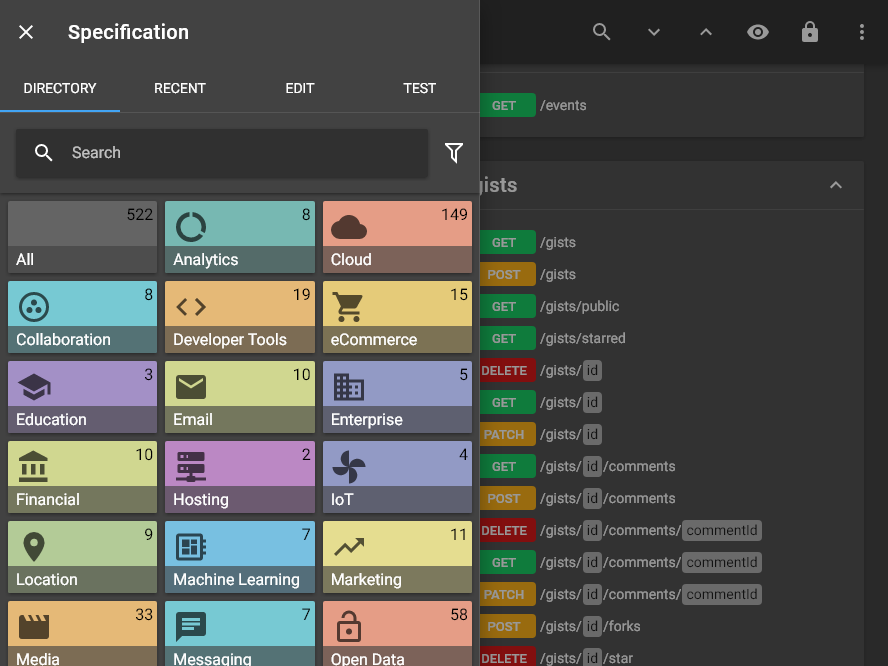 Specification
DIRECTORY RECENT EDIT TEST
Search
522 8 149
All Analytics Cloud
8 19 15
Collaboration Developer Tools eCommerce
3 10 5
Education Email Enterprise
10 2 4
Financial Hosting IoT
9 7 11
Location Machine Learning Marketing
33 7 58
Media Messaging Open Data
GET /events
gists
GET /gists
POST /gists
GET /gists/public
GET /gists/starred
DELETE /gists/ id
GET /gists/ id
PATCH /gists/ id
GET /gists/ id /comments
POST /gists/ id /comments
DELETE /gists/ id /comments/ commentId
GET /gists/ id /comments/ commentId
PATCH /gists/ id /comments/ commentId
POST /gists/ id /forks
DELETE /gists/ id /star